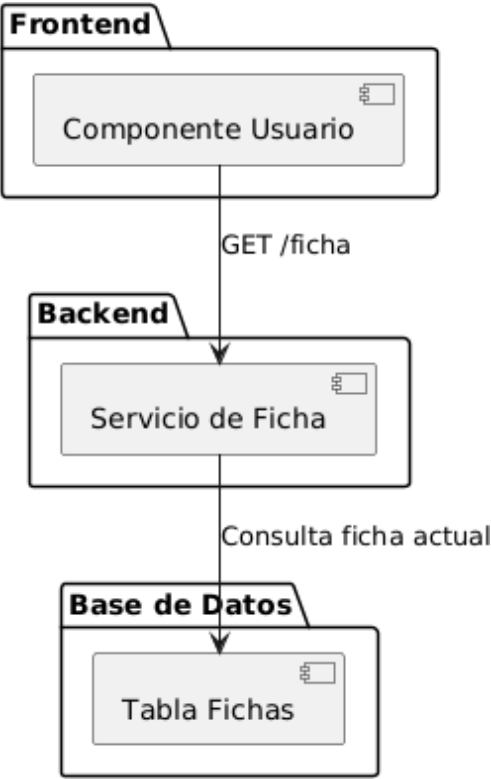 Frontend
Componente Usuario
GET /ficha
Backend
Servicio de Ficha
Consulta ficha actual
Base de Datos
Tabla Fichas